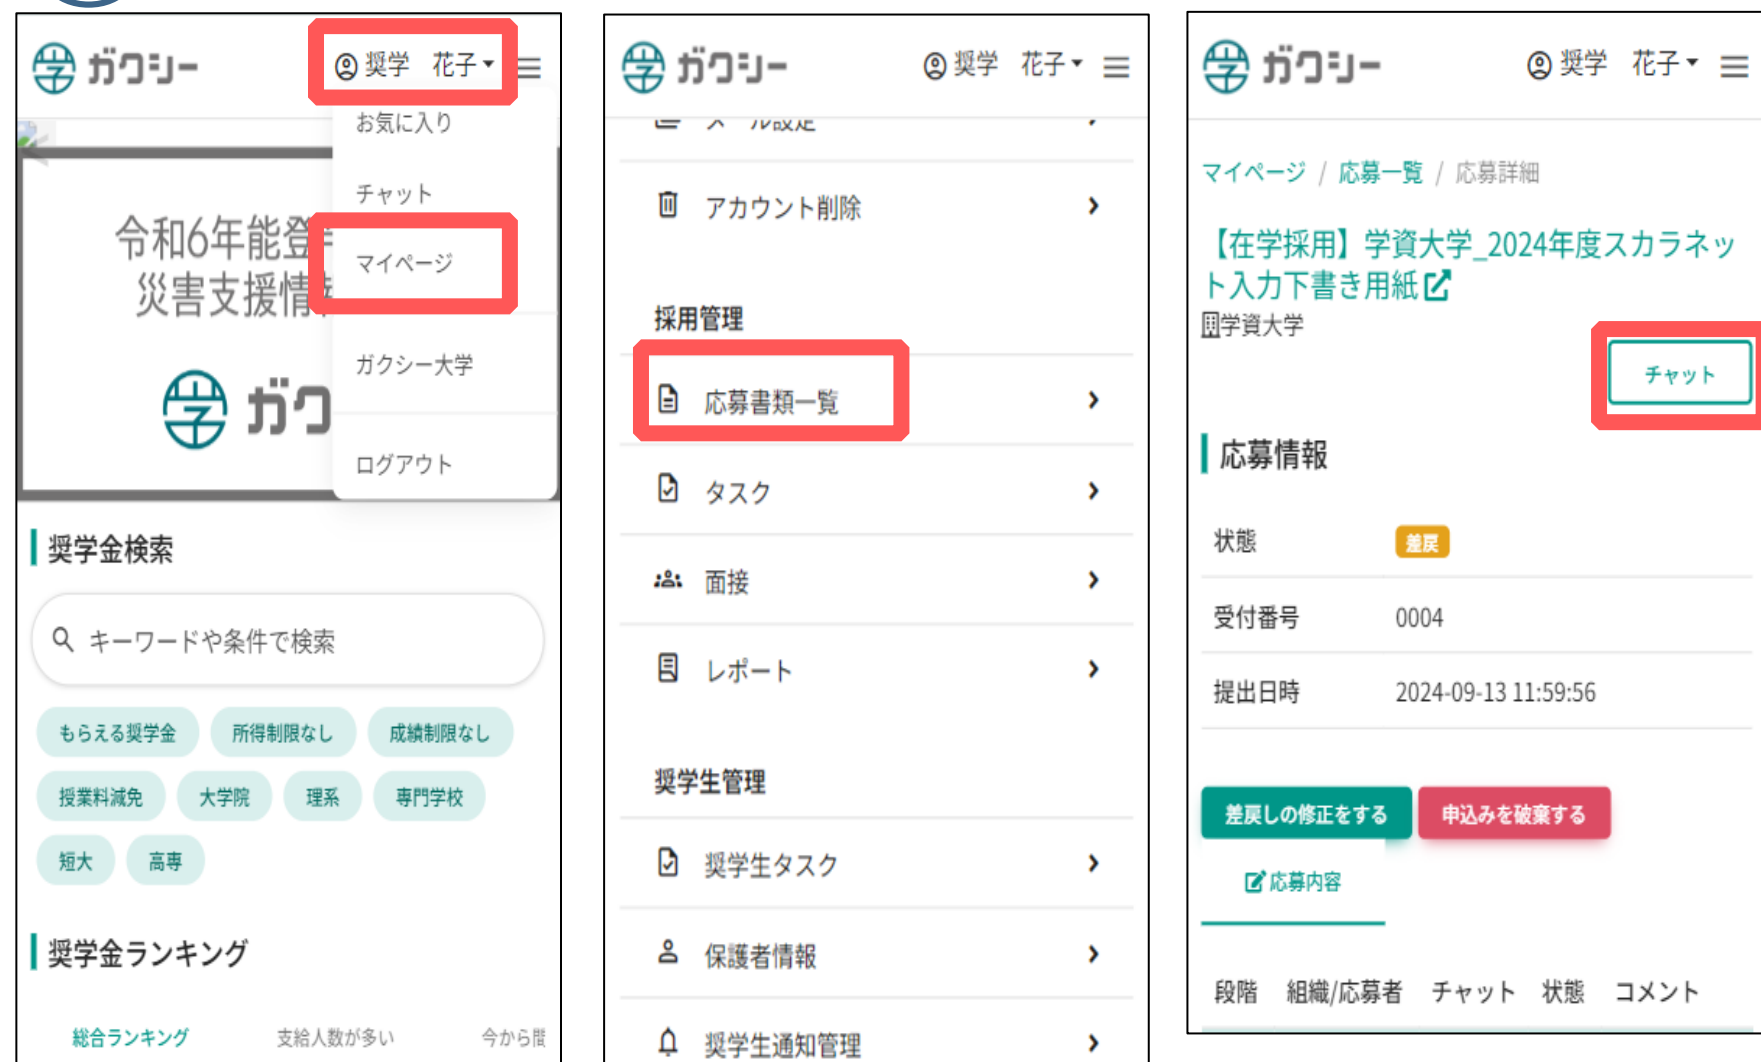 ガクシー
奨学 花子
お気に入り
チャット
マイページ
ガクシー大学
ログアウト
令和6年能登
災害支援情
ガク
奨学金検索
キーワードや条件で検索
もらえる奨学金 所得制限なし 成績制限なし
授業料減免 大学院 理系 専門学校
短大 高専
奨学金ランキング
総合ランキング 支給人数が多い 今から間
ガクシー
奨学 花子
メール設定
アカウント削除
採用管理
応募書類一覧
タスク
面接
レポート
奨学生管理
奨学生タスク
保護者情報
奨学生通知管理
ガクシー
奨学 花子
マイページ / 応募一覧 / 応募詳細
【在学採用】学資大学_2024年度スカラネッ
ト入力下書き用紙
学資大学
チャット
応募情報
状態 差戻
受付番号 0004
提出日時 2024-09-13 11:59:56
差戻しの修正をする 申込みを破棄する
応募内容
段階 組織/応募者 チャット 状態 コメント